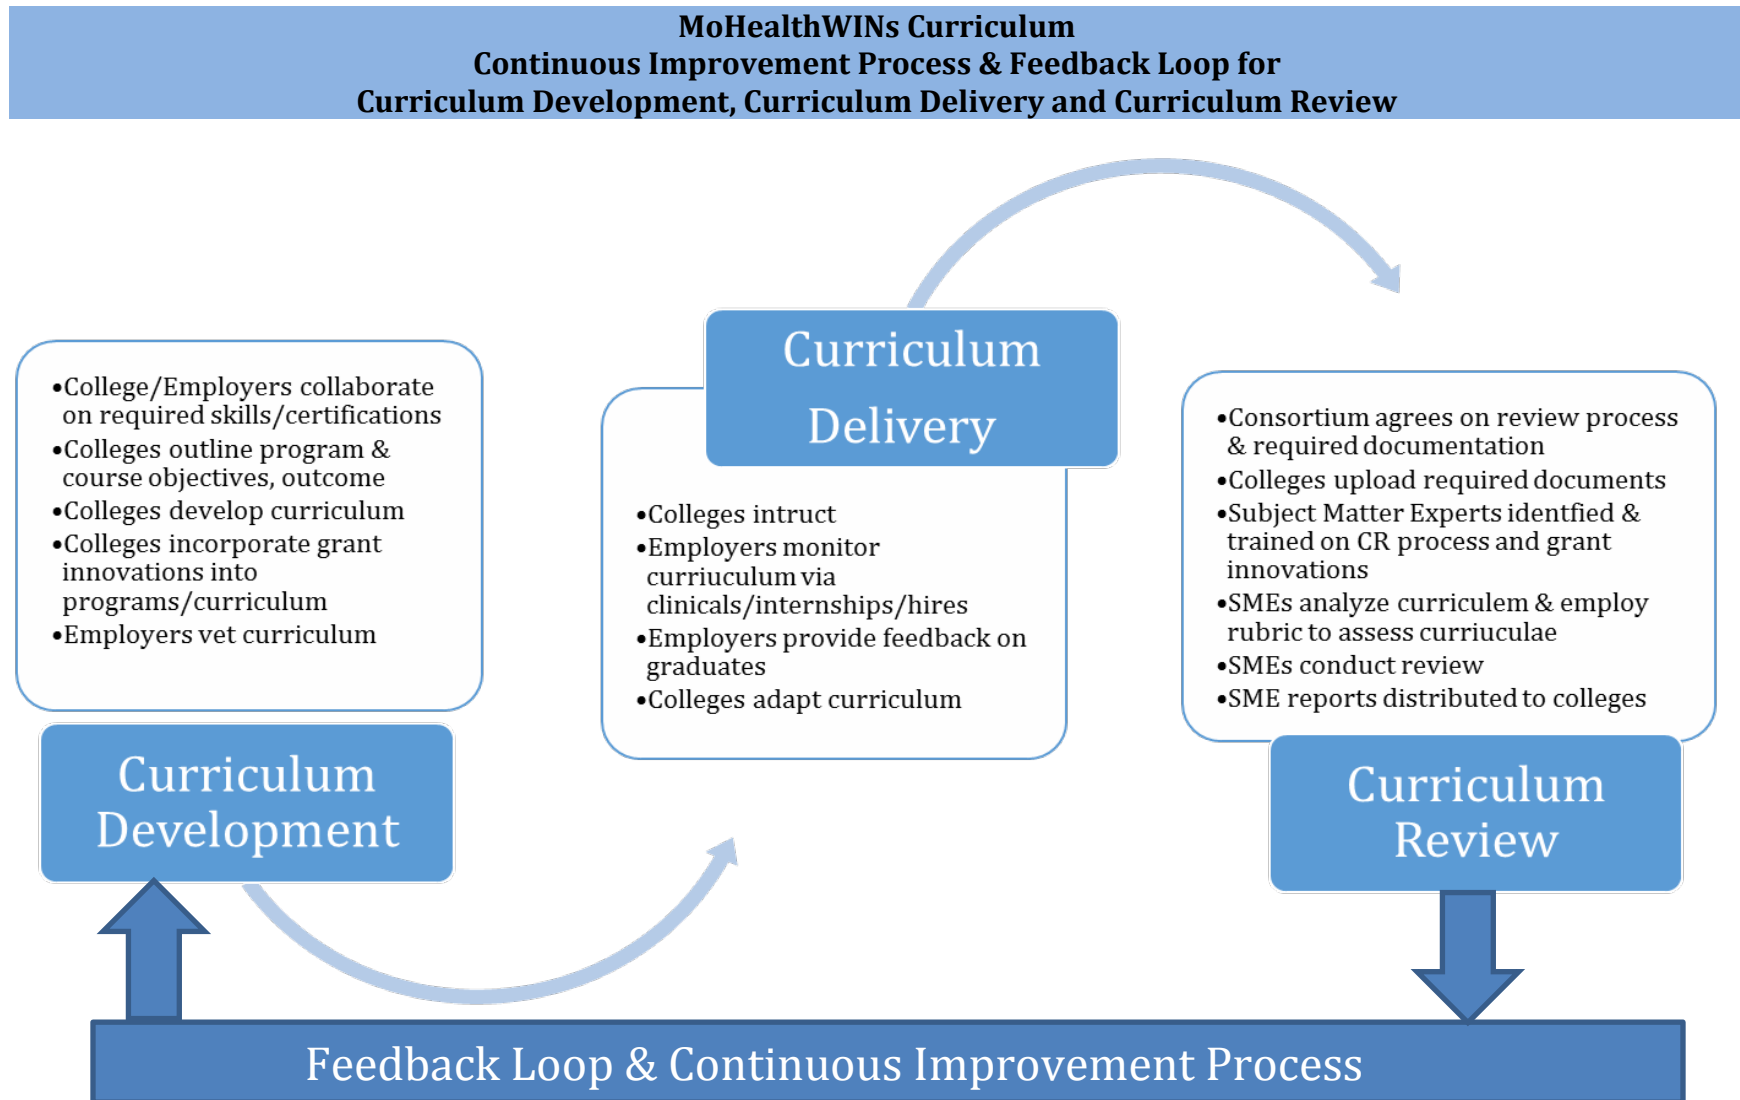 MoHealthWINs Curriculum
Continuous Improvement Process & Feedback Loop for
Curriculum Development, Curriculum Delivery and Curriculum Review
•College/Employers collaborate
on required skills/certifications
•Colleges outline program &
course objectives, outcome
•Colleges develop curriculum
•Colleges incorporate grant
innovations into
programs/curriculum
•Employers vet curriculum
Curriculum
Development
Curriculum
Delivery
•Colleges intruct
•Employers monitor
curriuculum via
clinicals/internships/hires
•Employers provide feedback on
graduates
•Colleges adapt curriculum
•Consortium agrees on review process
& required documentation
•Colleges upload required documents
•Subject Matter Experts identfied &
trained on CR process and grant
innovations
•SMEs analyze curriculem & employ
rubric to assess curriuculae
•SMEs conduct review
•SME reports distributed to colleges
Curriculum
Review
Feedback Loop & Continuous Improvement Process